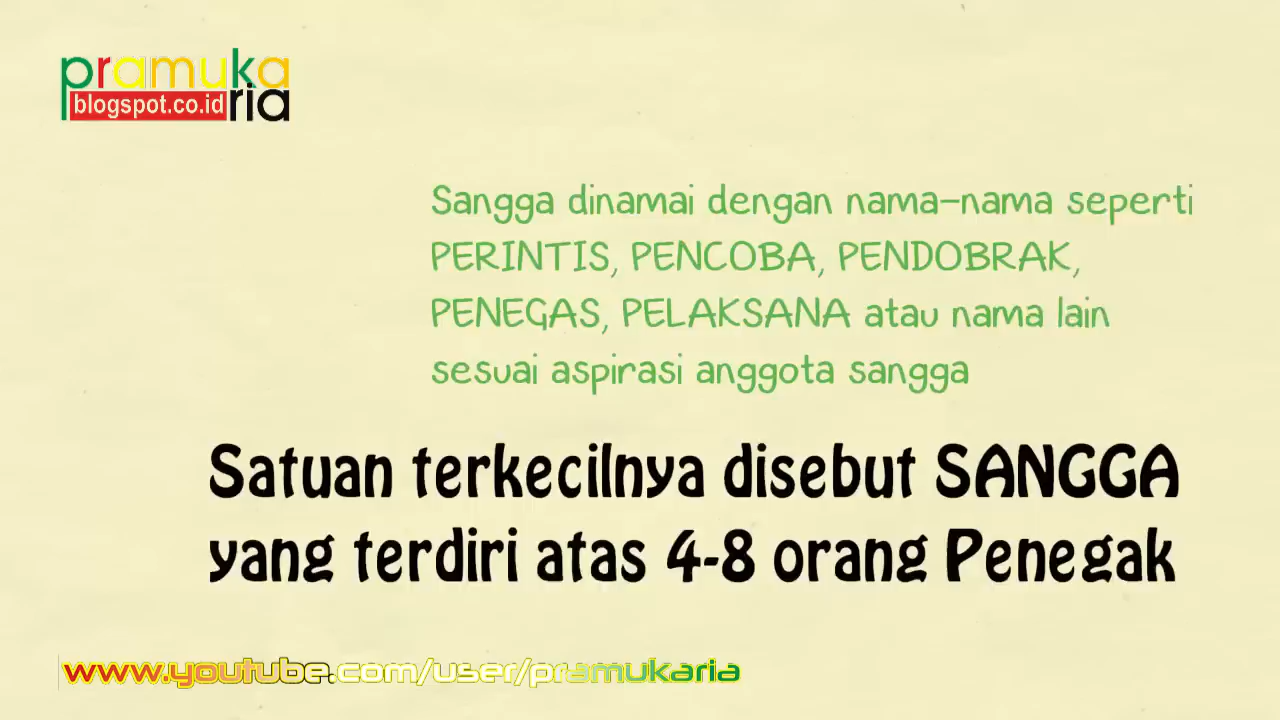 pramuka
blogspot.co.id ria
Sangga dinamai dengan nama-nama seperti
PERINTIS, PENCOBA, PENDOBRAK,
PENEGAS, PELAKSANA atau nama lain
sesuai aspirasi anggota sangga
Satuan terkecilnya disebut SANGGA
yang terdiri atas 4-8 orang Penegak
www.youtube.com/user/pramukaria